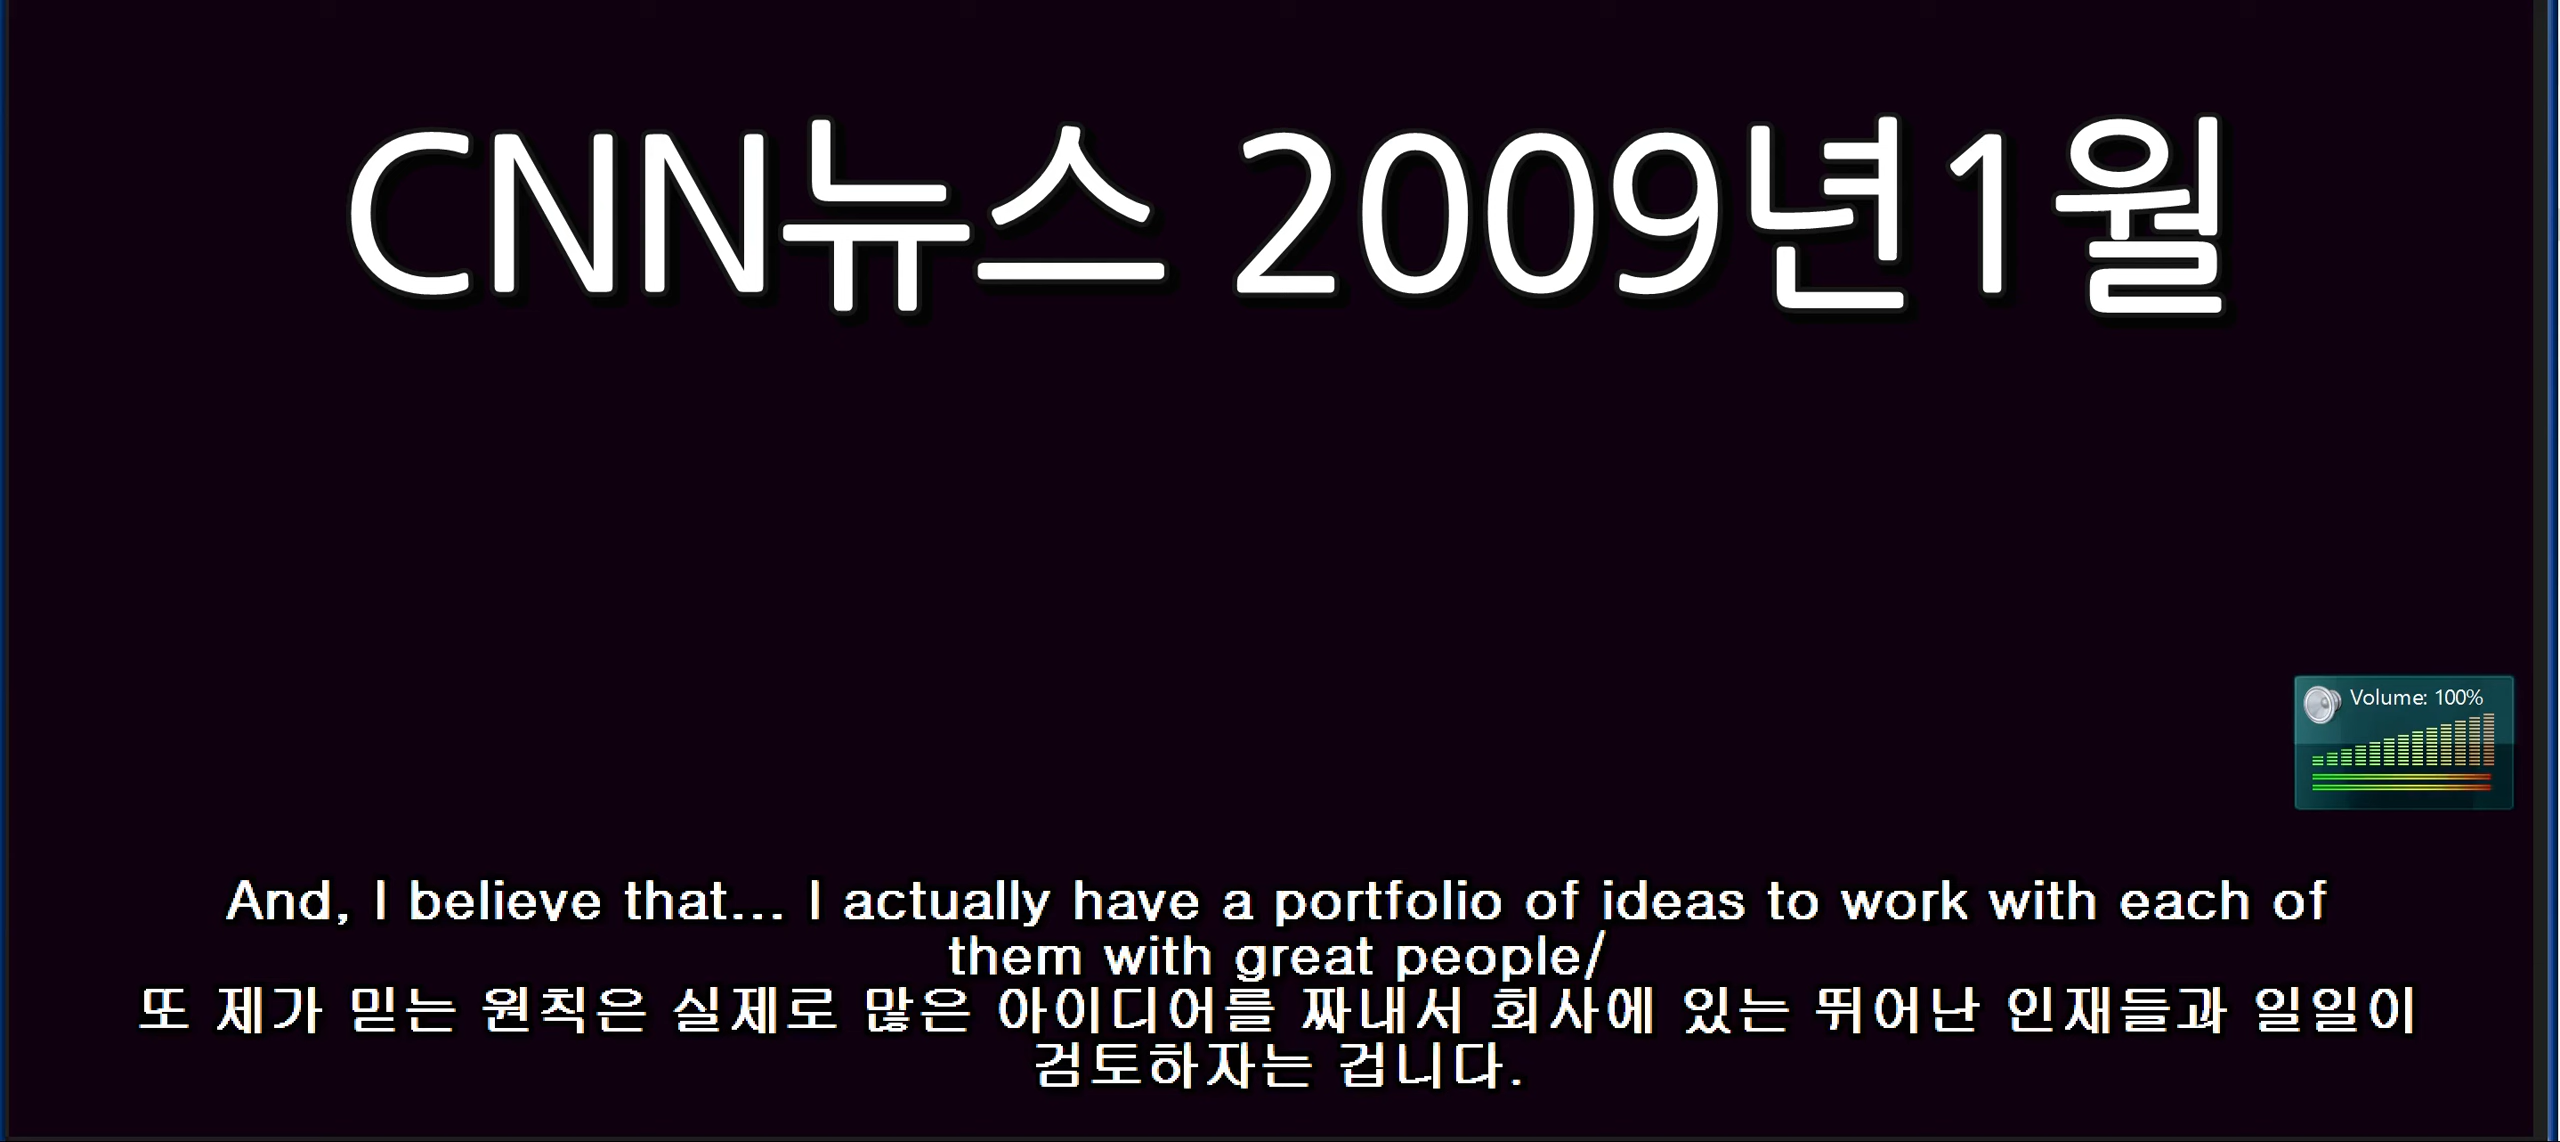 CNN뉴스 2009년1월
Volume: 100%
And, I believe that... I actually have a portfolio of ideas to work with each of
them with great people/
또 제가 믿는 원칙은 실제로 많은 아이디어를 짜내서 회사에 있는 뛰어난 인재들과 일일이
검토하자는 겁니다.